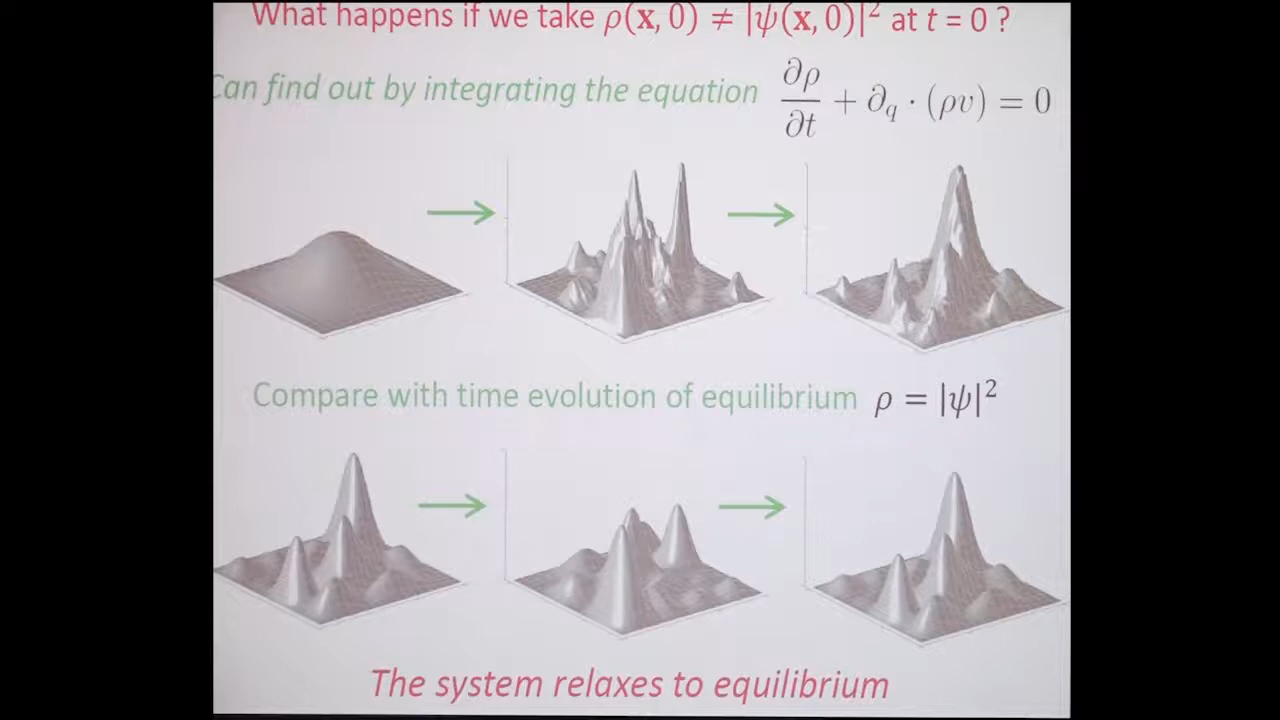 What happens if we take ρ(x, 0) ≠ |ψ(x, 0)|² at t = 0 ?
Can find out by integrating the equation ∂ρ/∂t + ∂_q · (ρv) = 0
Compare with time evolution of equilibrium ρ = |ψ|²
The system relaxes to equilibrium